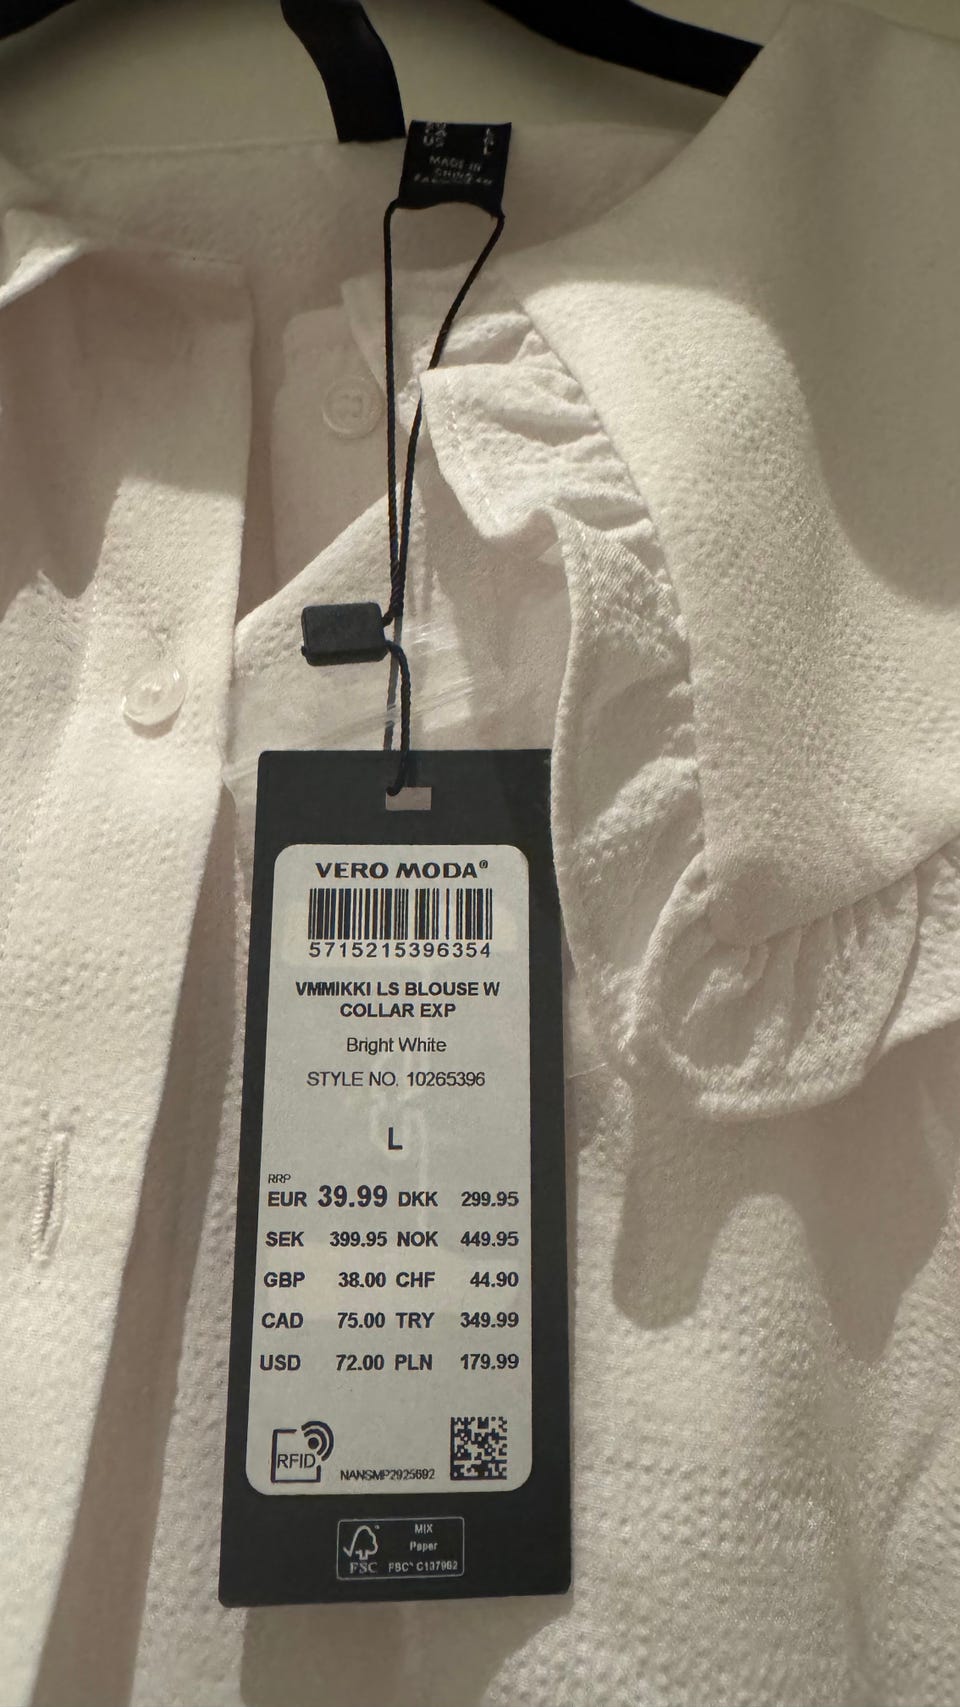 US L
MADE IN
CHINA
VERO MODA®
5715215396354
VMMIKKI LS BLOUSE W
COLLAR EXP
Bright White
STYLE NO. 10265396
L
RRP
EUR 39.99 DKK 299.95
SEK 399.95 NOK 449.95
GBP 38.00 CHF 44.90
CAD 75.00 TRY 349.99
USD 72.00 PLN 179.99
RFID
NANSMP2925692
MIX
Paper
FSC FSC® C137962